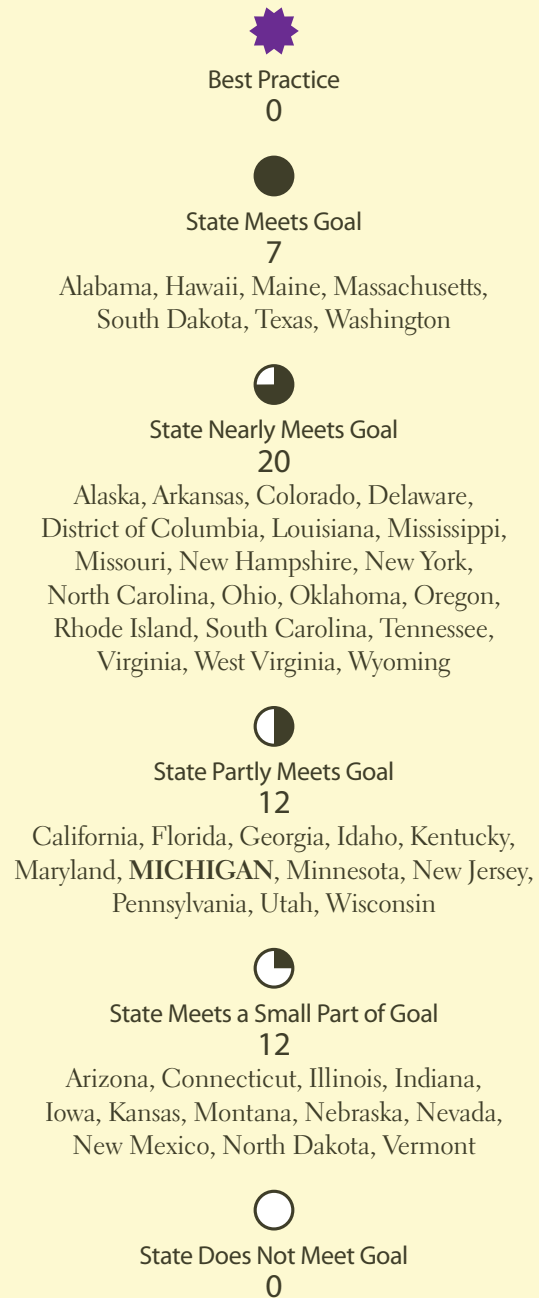 Best Practice
0
State Meets Goal
7
Alabama, Hawaii, Maine, Massachusetts,
South Dakota, Texas, Washington
State Nearly Meets Goal
20
Alaska, Arkansas, Colorado, Delaware,
District of Columbia, Louisiana, Mississippi,
Missouri, New Hampshire, New York,
North Carolina, Ohio, Oklahoma, Oregon,
Rhode Island, South Carolina, Tennessee,
Virginia, West Virginia, Wyoming
State Partly Meets Goal
12
California, Florida, Georgia, Idaho, Kentucky,
Maryland, MICHIGAN, Minnesota, New Jersey,
Pennsylvania, Utah, Wisconsin
State Meets a Small Part of Goal
12
Arizona, Connecticut, Illinois, Indiana,
Iowa, Kansas, Montana, Nebraska, Nevada,
New Mexico, North Dakota, Vermont
State Does Not Meet Goal
0